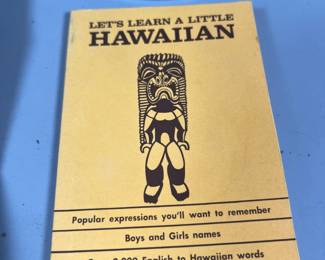 LET'S LEARN A LITTLE
HAWAIIAN
Popular expressions you'll want to remember
Boys and Girls names
English to Hawaiian words